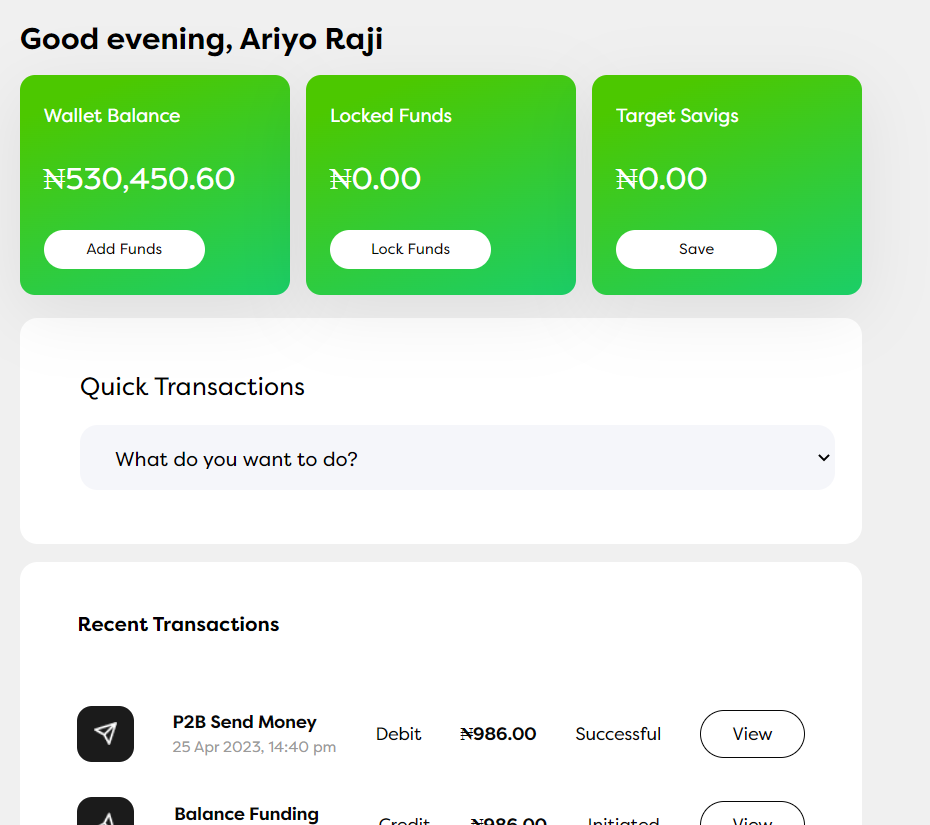 Good evening, Ariyo Raji
Wallet Balance
₦530,450.60
Add Funds
Locked Funds
₦0.00
Lock Funds
Target Savigs
₦0.00
Save
Quick Transactions
What do you want to do?
Recent Transactions
P2B Send Money
25 Apr 2023, 14:40 pm
Debit ₦986.00 Successful View
Balance Funding
Credit ₦986.00 Initiated View